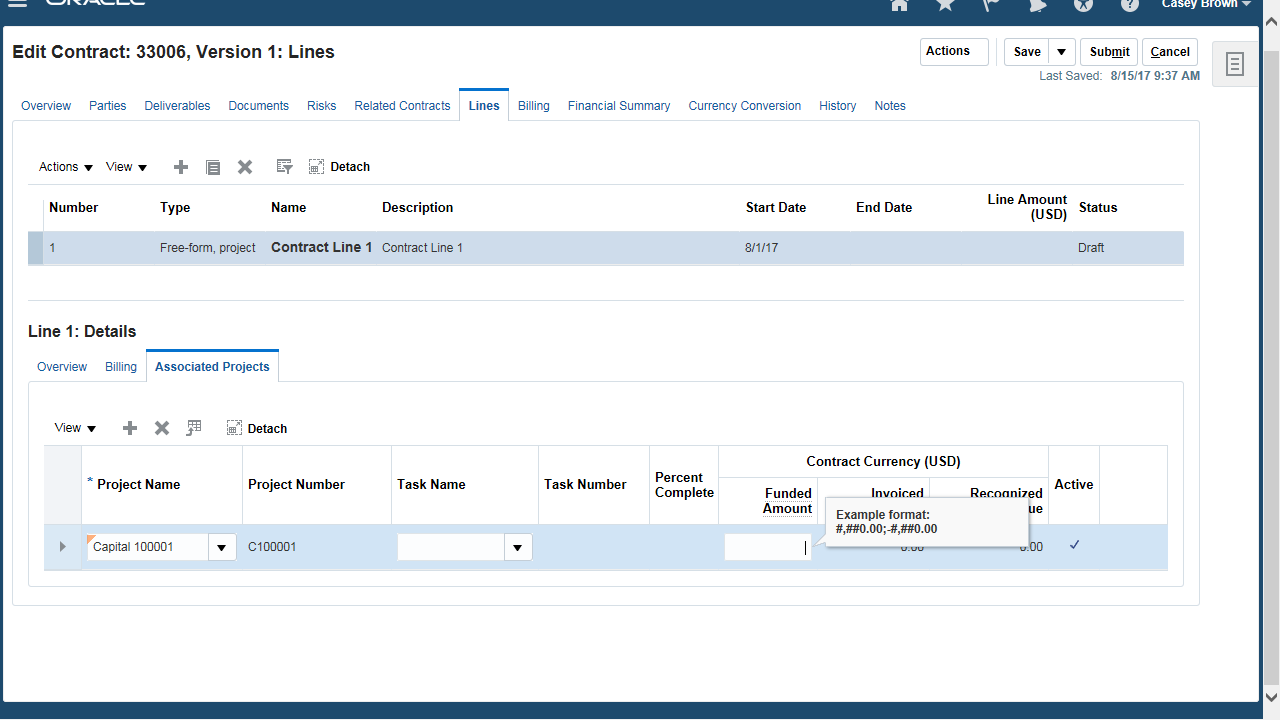 ORACLE
Casey Brown
Edit Contract: 33006, Version 1: Lines
Actions Save Submit Cancel
Last Saved: 8/15/17 9:37 AM
Overview Parties Deliverables Documents Risks Related Contracts Lines Billing Financial Summary Currency Conversion History Notes
Actions View Detach
Number Type Name Description Start Date End Date Line Amount (USD) Status
1 Free-form, project Contract Line 1 Contract Line 1 8/1/17 Draft
Line 1: Details
Overview Billing Associated Projects
View Detach
Contract Currency (USD)
* Project Name Project Number Task Name Task Number Percent Complete Funded Amount Invoiced Recognized Active
Example format:
#,##0.00;-#,##0.00
Capital 100001 C100001 0.00 0.00